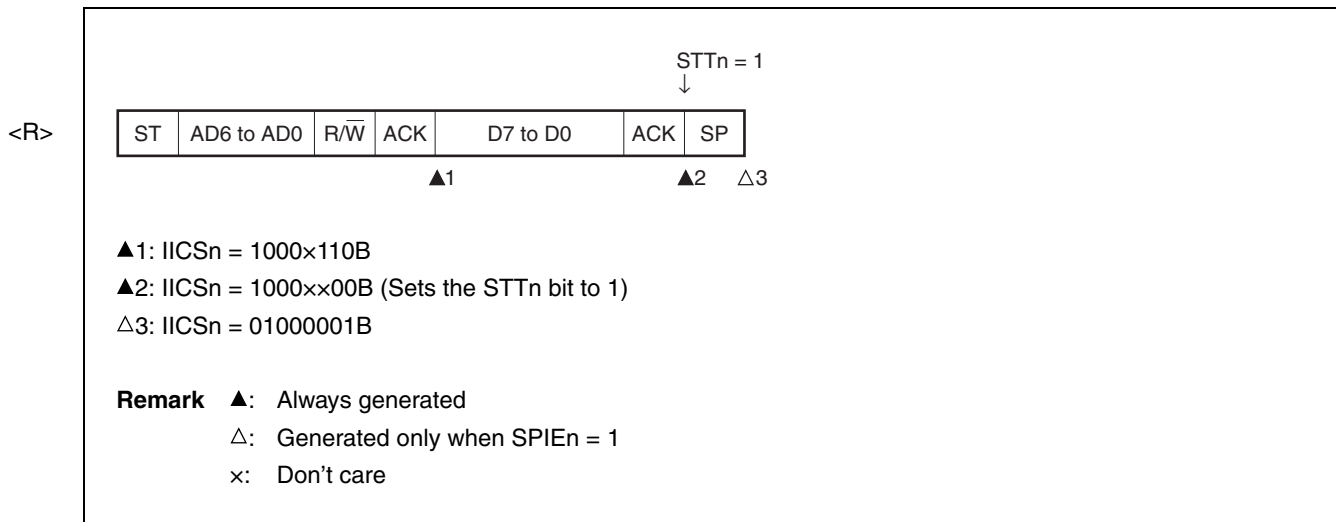 STTn = 1
↓
<R>
ST AD6 to AD0 R/W̅ ACK D7 to D0 ACK SP
▲1 ▲2 △3
▲1: IICSn = 1000×110B
▲2: IICSn = 1000××00B (Sets the STTn bit to 1)
△3: IICSn = 01000001B
Remark ▲: Always generated
△: Generated only when SPIEn = 1
×: Don't care